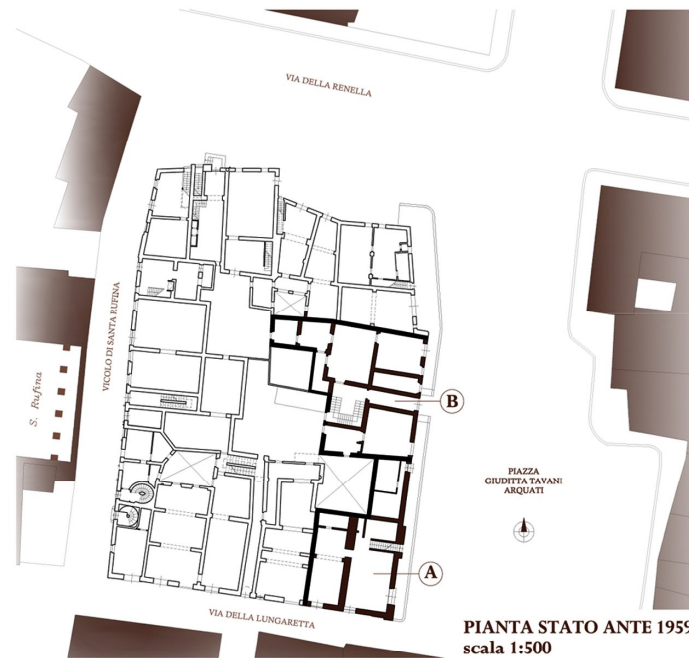 VIA DELLA RENELLA
VICOLO DI SANTA RUFINA
S. Rufina
B
PIAZZA
GIUDITTA TAVANI
ARQUATI
A
VIA DELLA LUNGARETTA
PIANTA STATO ANTE 1959
scala 1:500